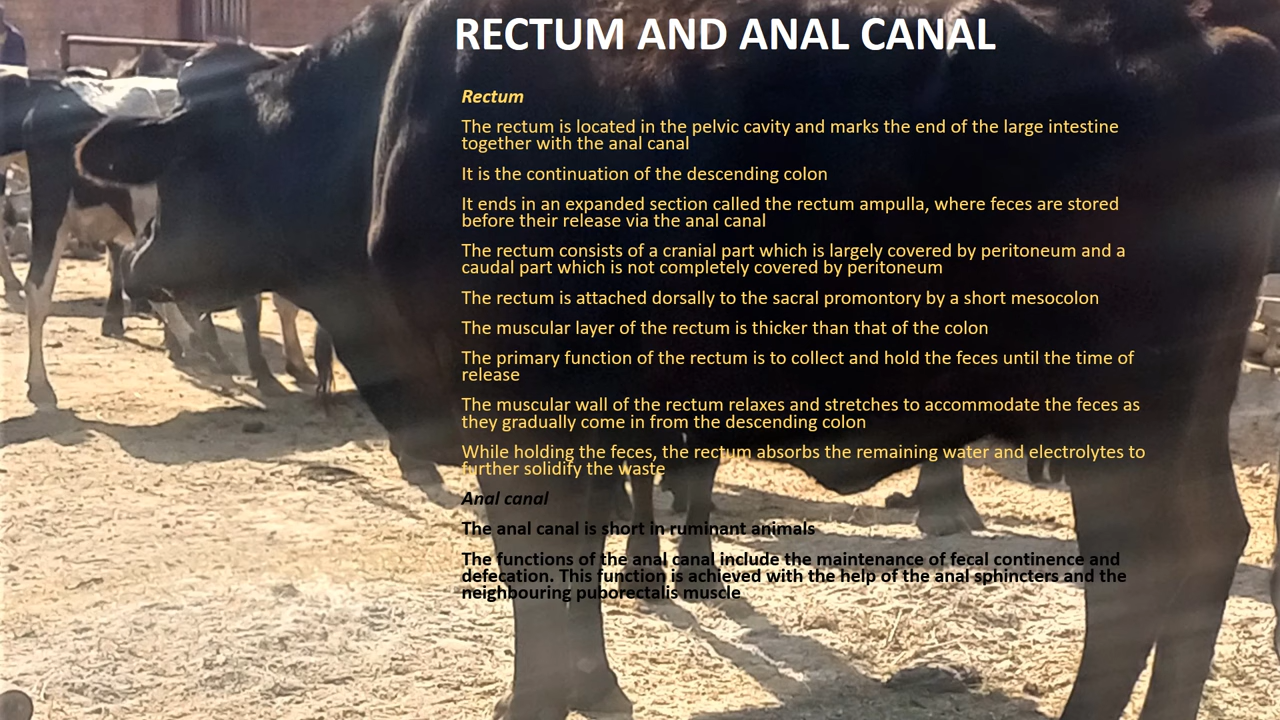 RECTUM AND ANAL CANAL
Rectum
The rectum is located in the pelvic cavity and marks the end of the large intestine
together with the anal canal
It is the continuation of the descending colon
It ends in an expanded section called the rectum ampulla, where feces are stored
before their release via the anal canal
The rectum consists of a cranial part which is largely covered by peritoneum and a
caudal part which is not completely covered by peritoneum
The rectum is attached dorsally to the sacral promontory by a short mesocolon
The muscular layer of the rectum is thicker than that of the colon
The primary function of the rectum is to collect and hold the feces until the time of
release
The muscular wall of the rectum relaxes and stretches to accommodate the feces as
they gradually come in from the descending colon
While holding the feces, the rectum absorbs the remaining water and electrolytes to
further solidify the waste
Anal canal
The anal canal is short in ruminant animals
The functions of the anal canal include the maintenance of fecal continence and
defecation. This function is achieved with the help of the anal sphincters and the
neighbouring puborectalis muscle